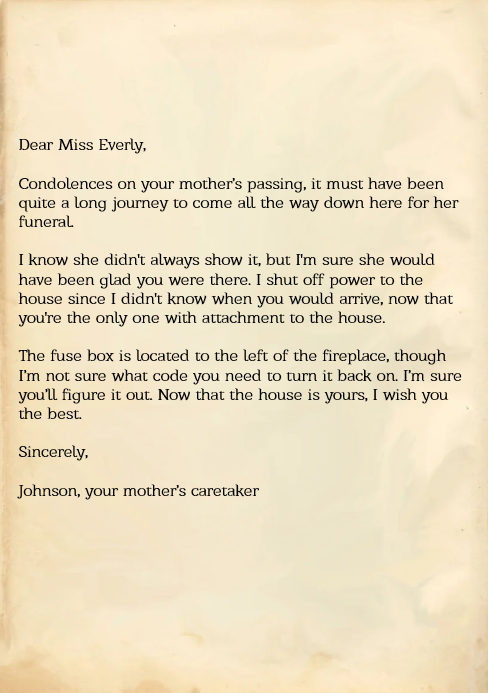 Dear Miss Everly,
Condolences on your mother's passing, it must have been
quite a long journey to come all the way down here for her
funeral.
I know she didn't always show it, but I'm sure she would
have been glad you were there. I shut off power to the
house since I didn't know when you would arrive, now that
you're the only one with attachment to the house.
The fuse box is located to the left of the fireplace, though
I'm not sure what code you need to turn it back on. I'm sure
you'll figure it out. Now that the house is yours, I wish you
the best.
Sincerely,
Johnson, your mother's caretaker